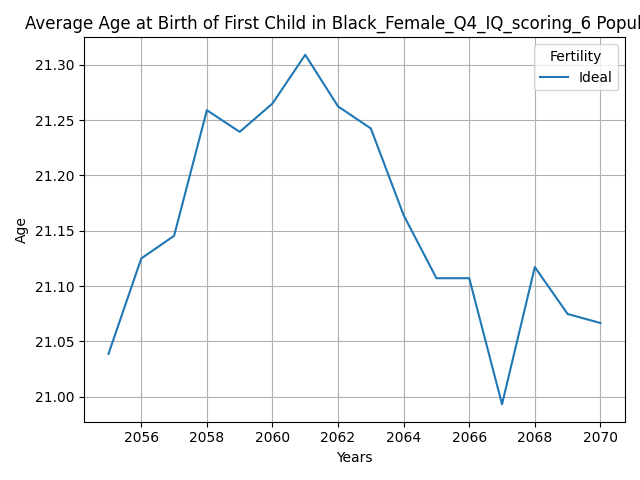 Average Age at Birth of First Child in Black_Female_Q4_IQ_scoring_6 Popul
Fertility
Ideal
21.30
21.25
21.20
21.15
21.10
21.05
21.00
Age
2056 2058 2060 2062 2064 2066 2068 2070
Years